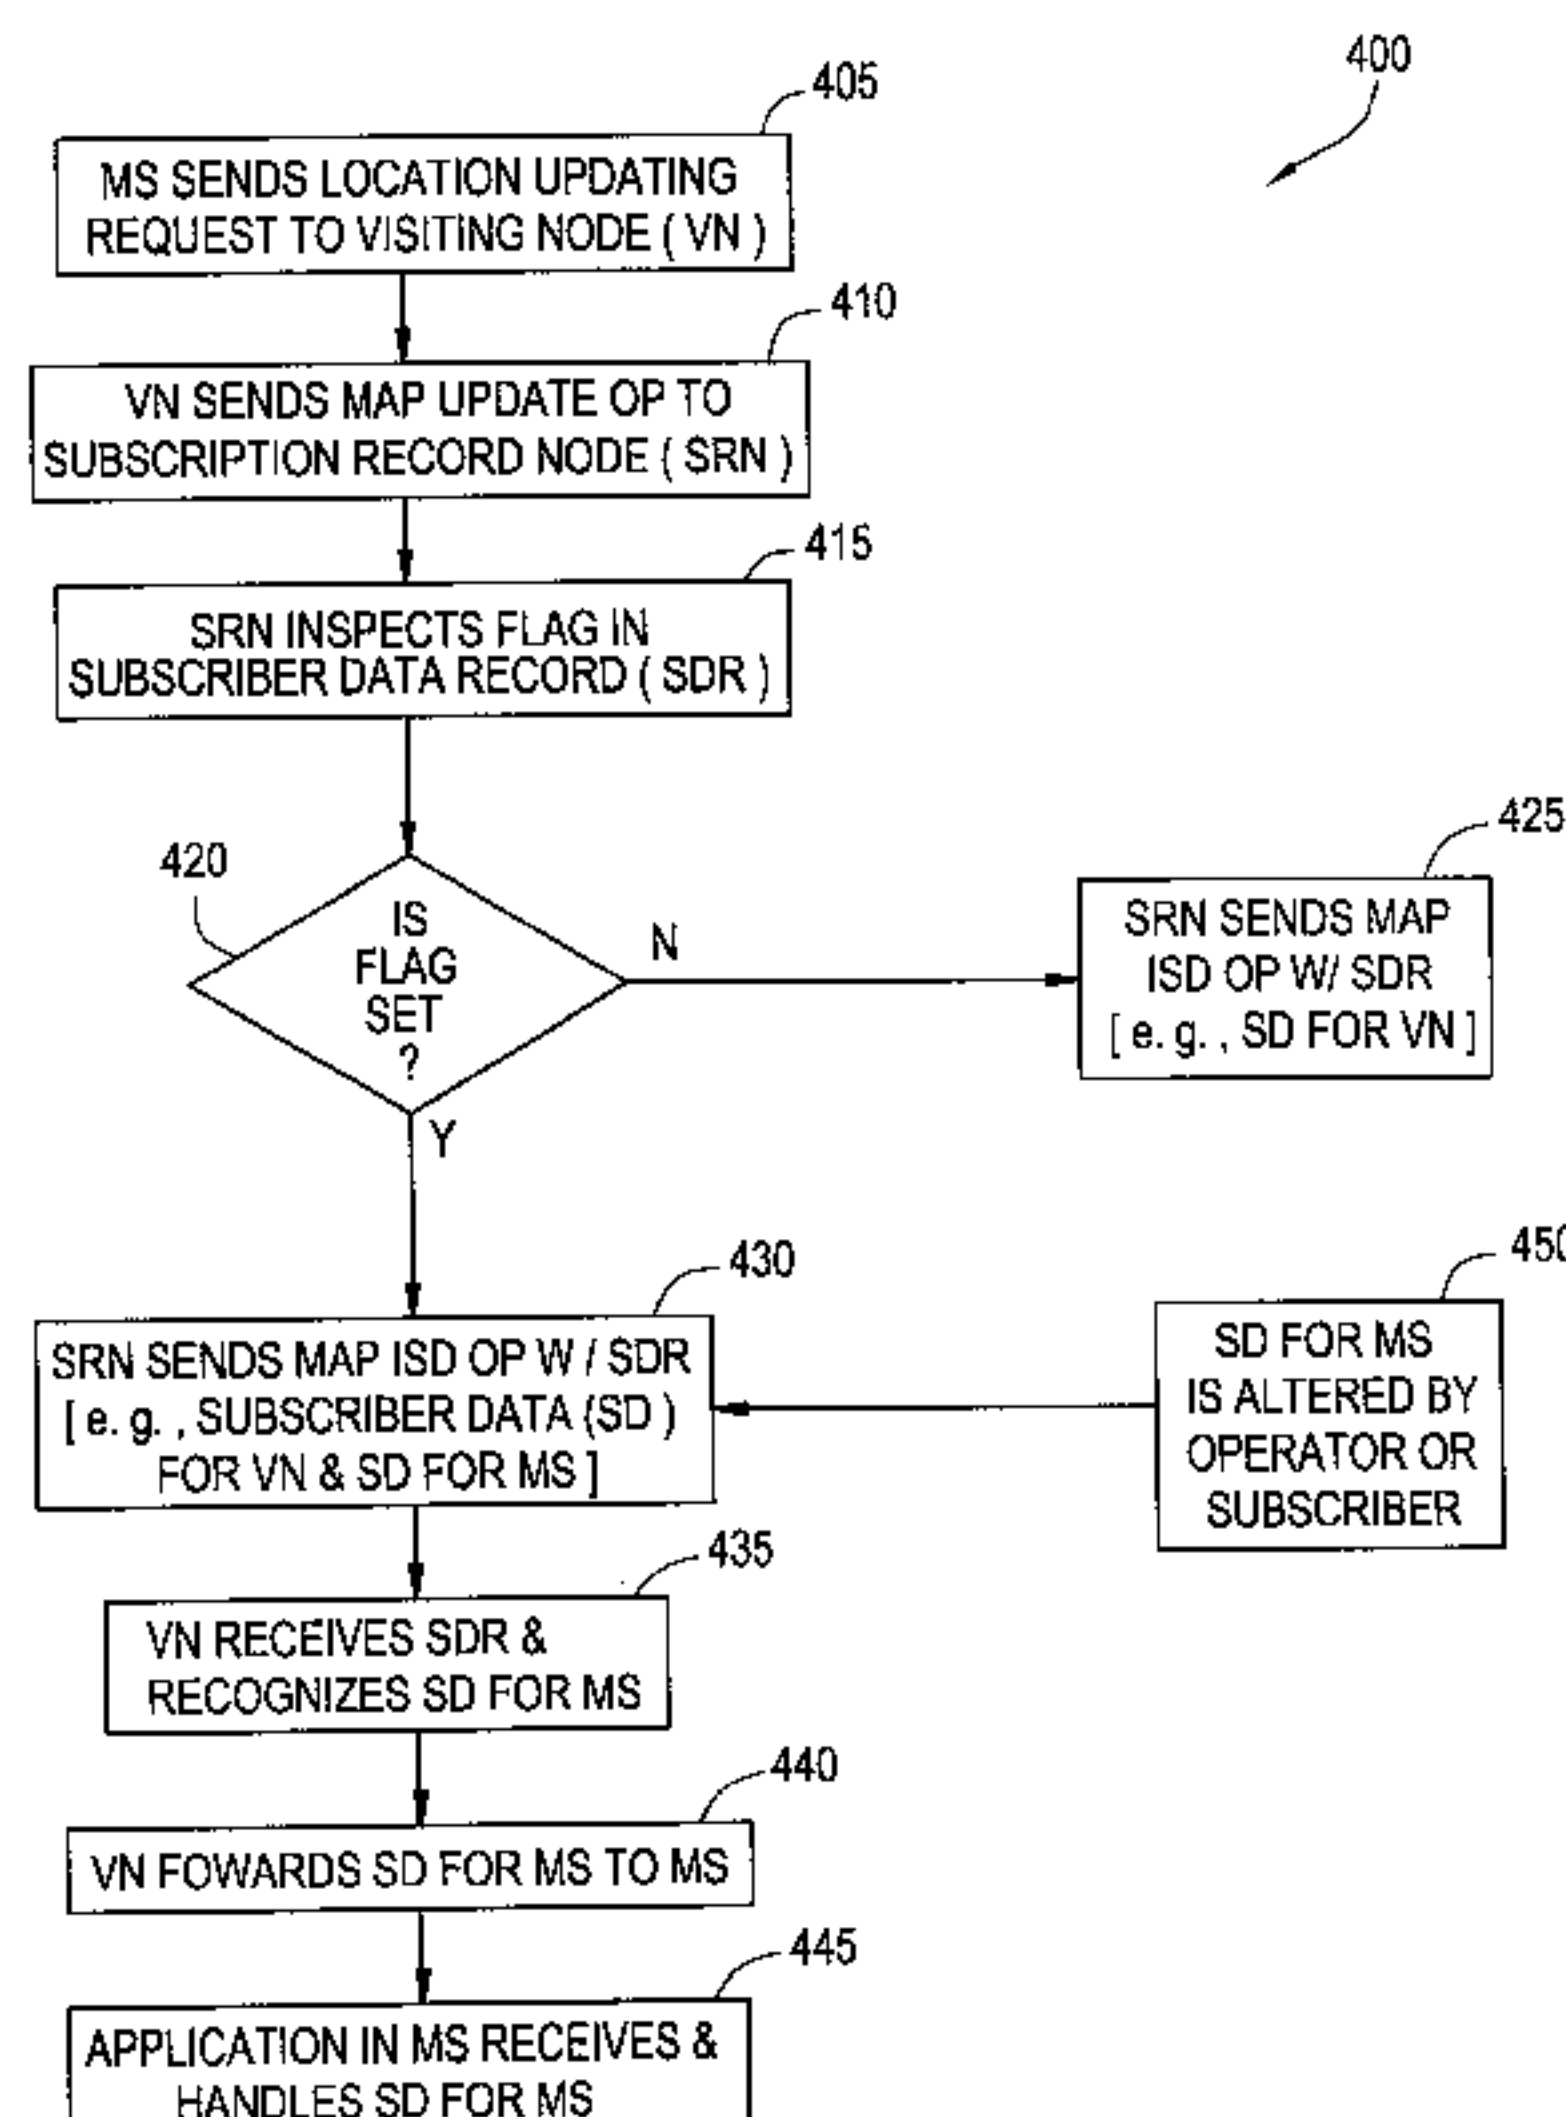 400
405
MS SENDS LOCATION UPDATING
REQUEST TO VISITING NODE ( VN )
410
VN SENDS MAP UPDATE OP TO
SUBSCRIPTION RECORD NODE ( SRN )
415
SRN INSPECTS FLAG IN
SUBSCRIBER DATA RECORD ( SDR )
420
IS
FLAG
SET
?
N
Y
425
SRN SENDS MAP
ISD OP W/ SDR
[ e. g. , SD FOR VN ]
430
SRN SENDS MAP ISD OP W / SDR
[ e. g. , SUBSCRIBER DATA (SD )
FOR VN & SD FOR MS ]
450
SD FOR MS
IS ALTERED BY
OPERATOR OR
SUBSCRIBER
435
VN RECEIVES SDR &
RECOGNIZES SD FOR MS
440
VN FOWARDS SD FOR MS TO MS
445
APPLICATION IN MS RECEIVES &
HANDLES SD FOR MS